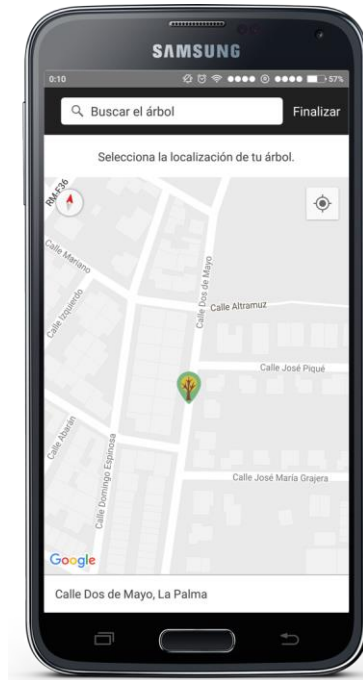 SAMSUNG
0:10
57%
Buscar el árbol
Finalizar
Selecciona la localización de tu árbol.
RM-F36
Calle Mariano
Calle Izquierdo
Calle Dos de Mayo
Calle Altramuz
Calle José Piqué
Calle Abarán
Calle Domingo Espinosa
Calle José María Grajera
Google
Calle Dos de Mayo, La Palma